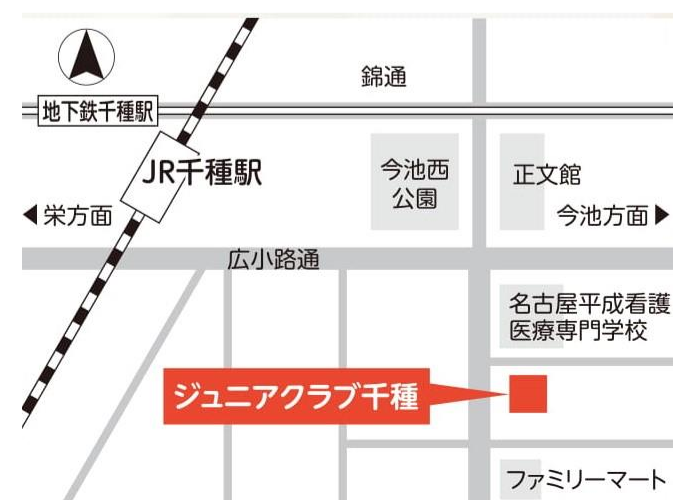 錦通
地下鉄千種駅
JR千種駅
今池西
公園
正文館
栄方面
今池方面
広小路通
名古屋平成看護
医療専門学校
ジュニアクラブ千種
ファミリーマート